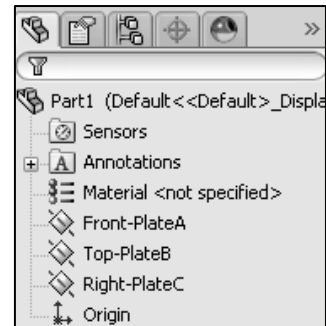 »
Part1 (Default<<Default>_Displa
Sensors
A Annotations
Material <not specified>
Front-PlateA
Top-PlateB
Right-PlateC
Origin